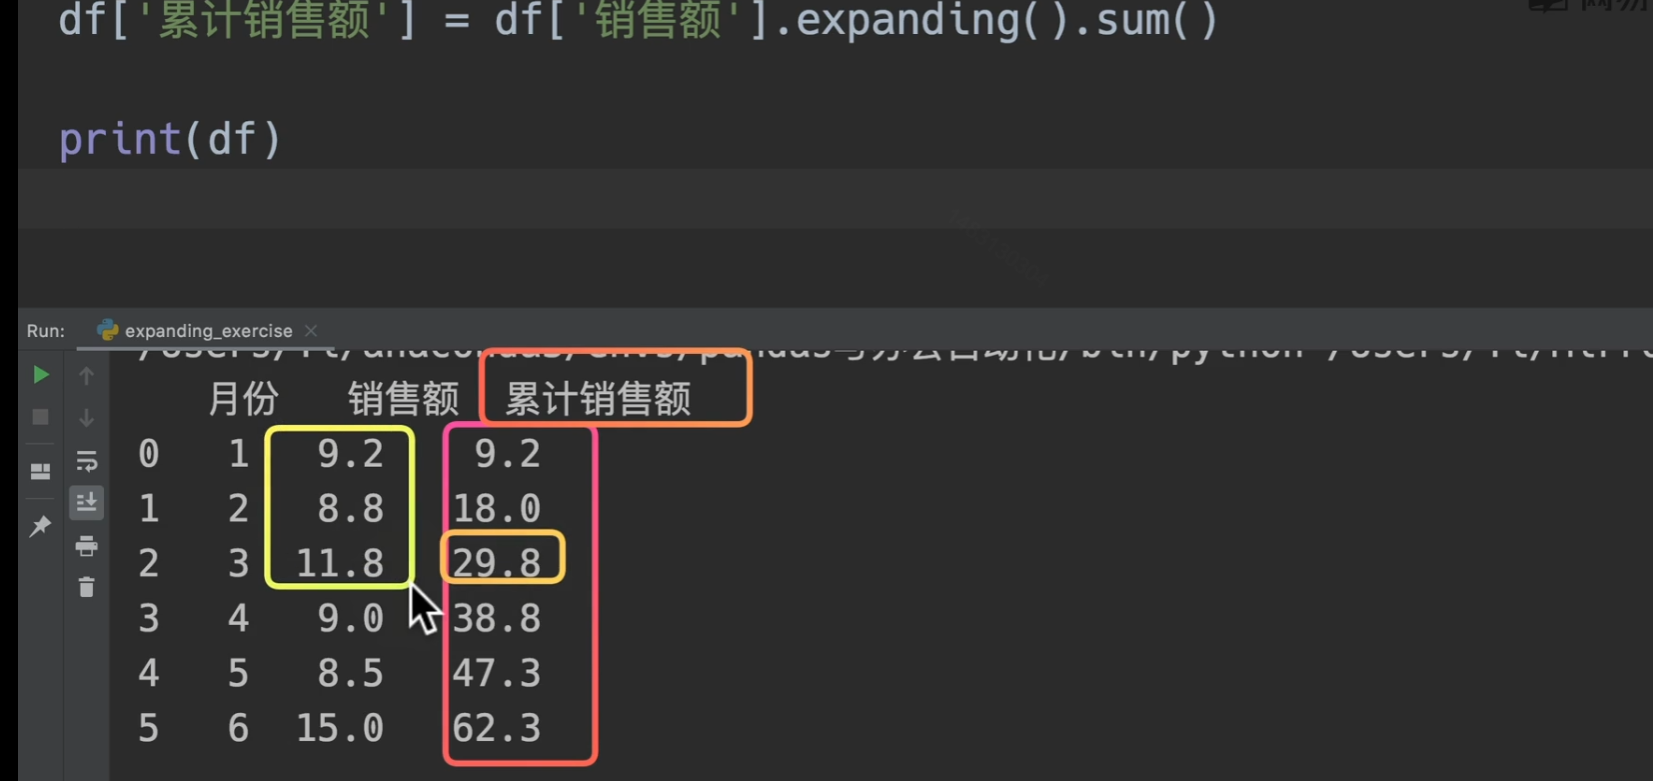 df['累计销售额'] = df['销售额'].expanding().sum()
print(df)
Run: expanding_exercise
月份 销售额 累计销售额
0 1 9.2 9.2
1 2 8.8 18.0
2 3 11.8 29.8
3 4 9.0 38.8
4 5 8.5 47.3
5 6 15.0 62.3